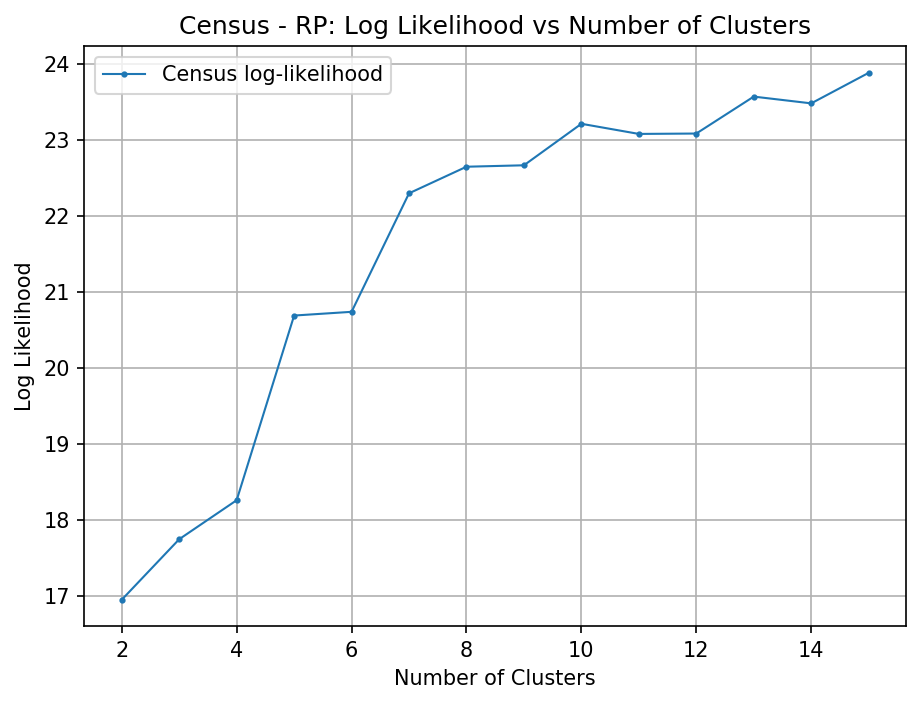 Census - RP: Log Likelihood vs Number of Clusters
Census log-likelihood
24
23
22
21
20
19
18
17
Log Likelihood
2 4 6 8 10 12 14
Number of Clusters